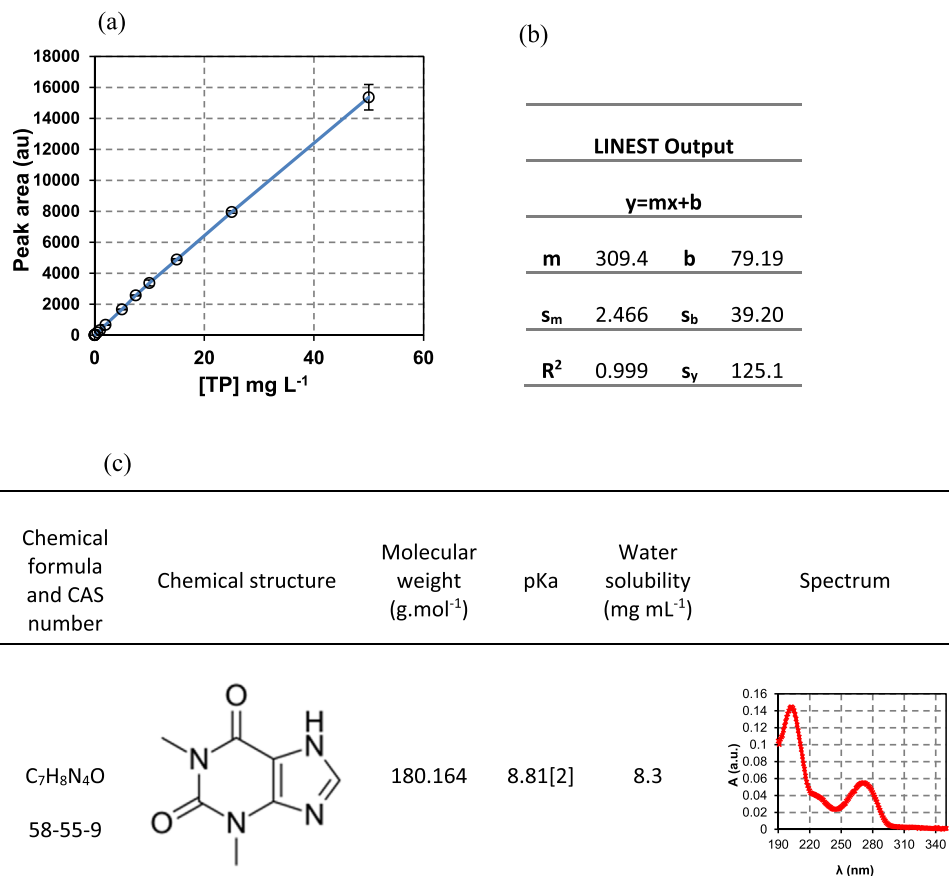 (a)
18000
16000
14000
12000
10000
8000
6000
4000
2000
0
Peak area (au)
0 20 40 60
[TP] mg L-1
(b)
LINEST Output
y=mx+b
m 309.4 b 79.19
sm 2.466 sb 39.20
R2 0.999 sy 125.1
(c)
Chemical
formula
and CAS
number
Chemical structure
Molecular
weight
(g.mol-1)
pKa
Water
solubility
(mg mL-1)
Spectrum
C7H8N4O
58-55-9
O
H
N
N
O
N
N
180.164
8.81[2]
8.3
0.16
0.14
0.12
0.1
0.08
0.06
0.04
0.02
0
A (a.u.)
190 220 250 280 310 340
λ (nm)